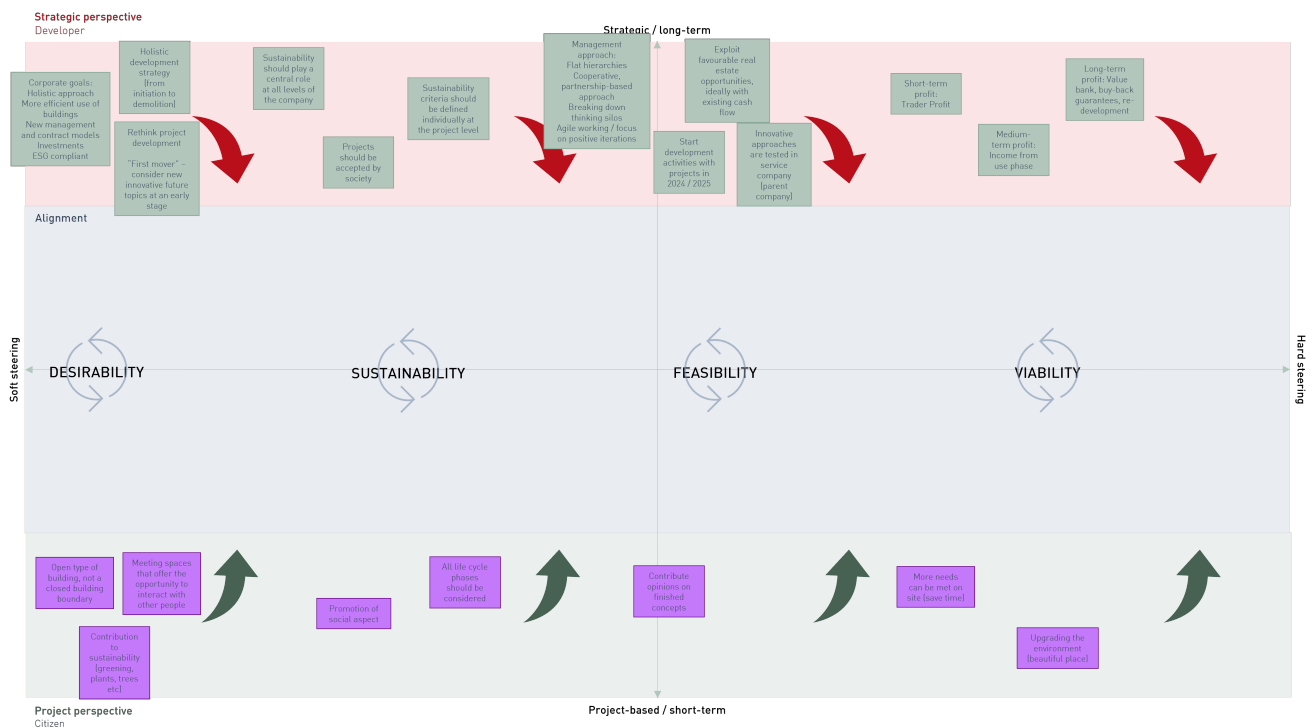 Strategic perspective
Developer
Strategic / long-term
Corporate goals:
Holistic approach
More efficient use of
buildings
New management
and contract models
Investments
ESG compliant
Holistic
development
strategy
(from
initiation to
demolition)
Rethink project
development
"First mover" –
consider new
innovative future
topics at an early
stage
Sustainability
should play a
central role
at all levels of
the company
Projects
should be
accepted by
society
Sustainability
criteria should
be defined
individually at
the project level
Management
approach:
Flat hierarchies
Cooperative,
partnership-based
approach
Breaking down
thinking silos
Agile working / focus
on positive iterations
Exploit
favourable real
estate
opportunities,
ideally with
existing cash
flow
Start
development
activities with
projects in
2024 / 2025
Innovative
approaches
are tested in
service
company
(parent
company)
Short-term
profit:
Trader Profit
Medium-
term profit:
Income from
use phase
Long-term
profit: Value
bank, buy-back
guarantees, re-
development
Alignment
Soft steering
DESIRABILITY
SUSTAINABILITY
FEASIBILITY
VIABILITY
Hard steering
Open type of
building, not a
closed building
boundary
Meeting spaces
that offer the
opportunity to
interact with
other people
Contribution
to
sustainability
(greening,
plants, trees
etc)
Promotion of
social aspect
All life cycle
phases
should be
considered
Contribute
opinions on
finished
concepts
More needs
can be met on
site (save time)
Upgrading the
environment
(beautiful place)
Project perspective
Citizen
Project-based / short-term